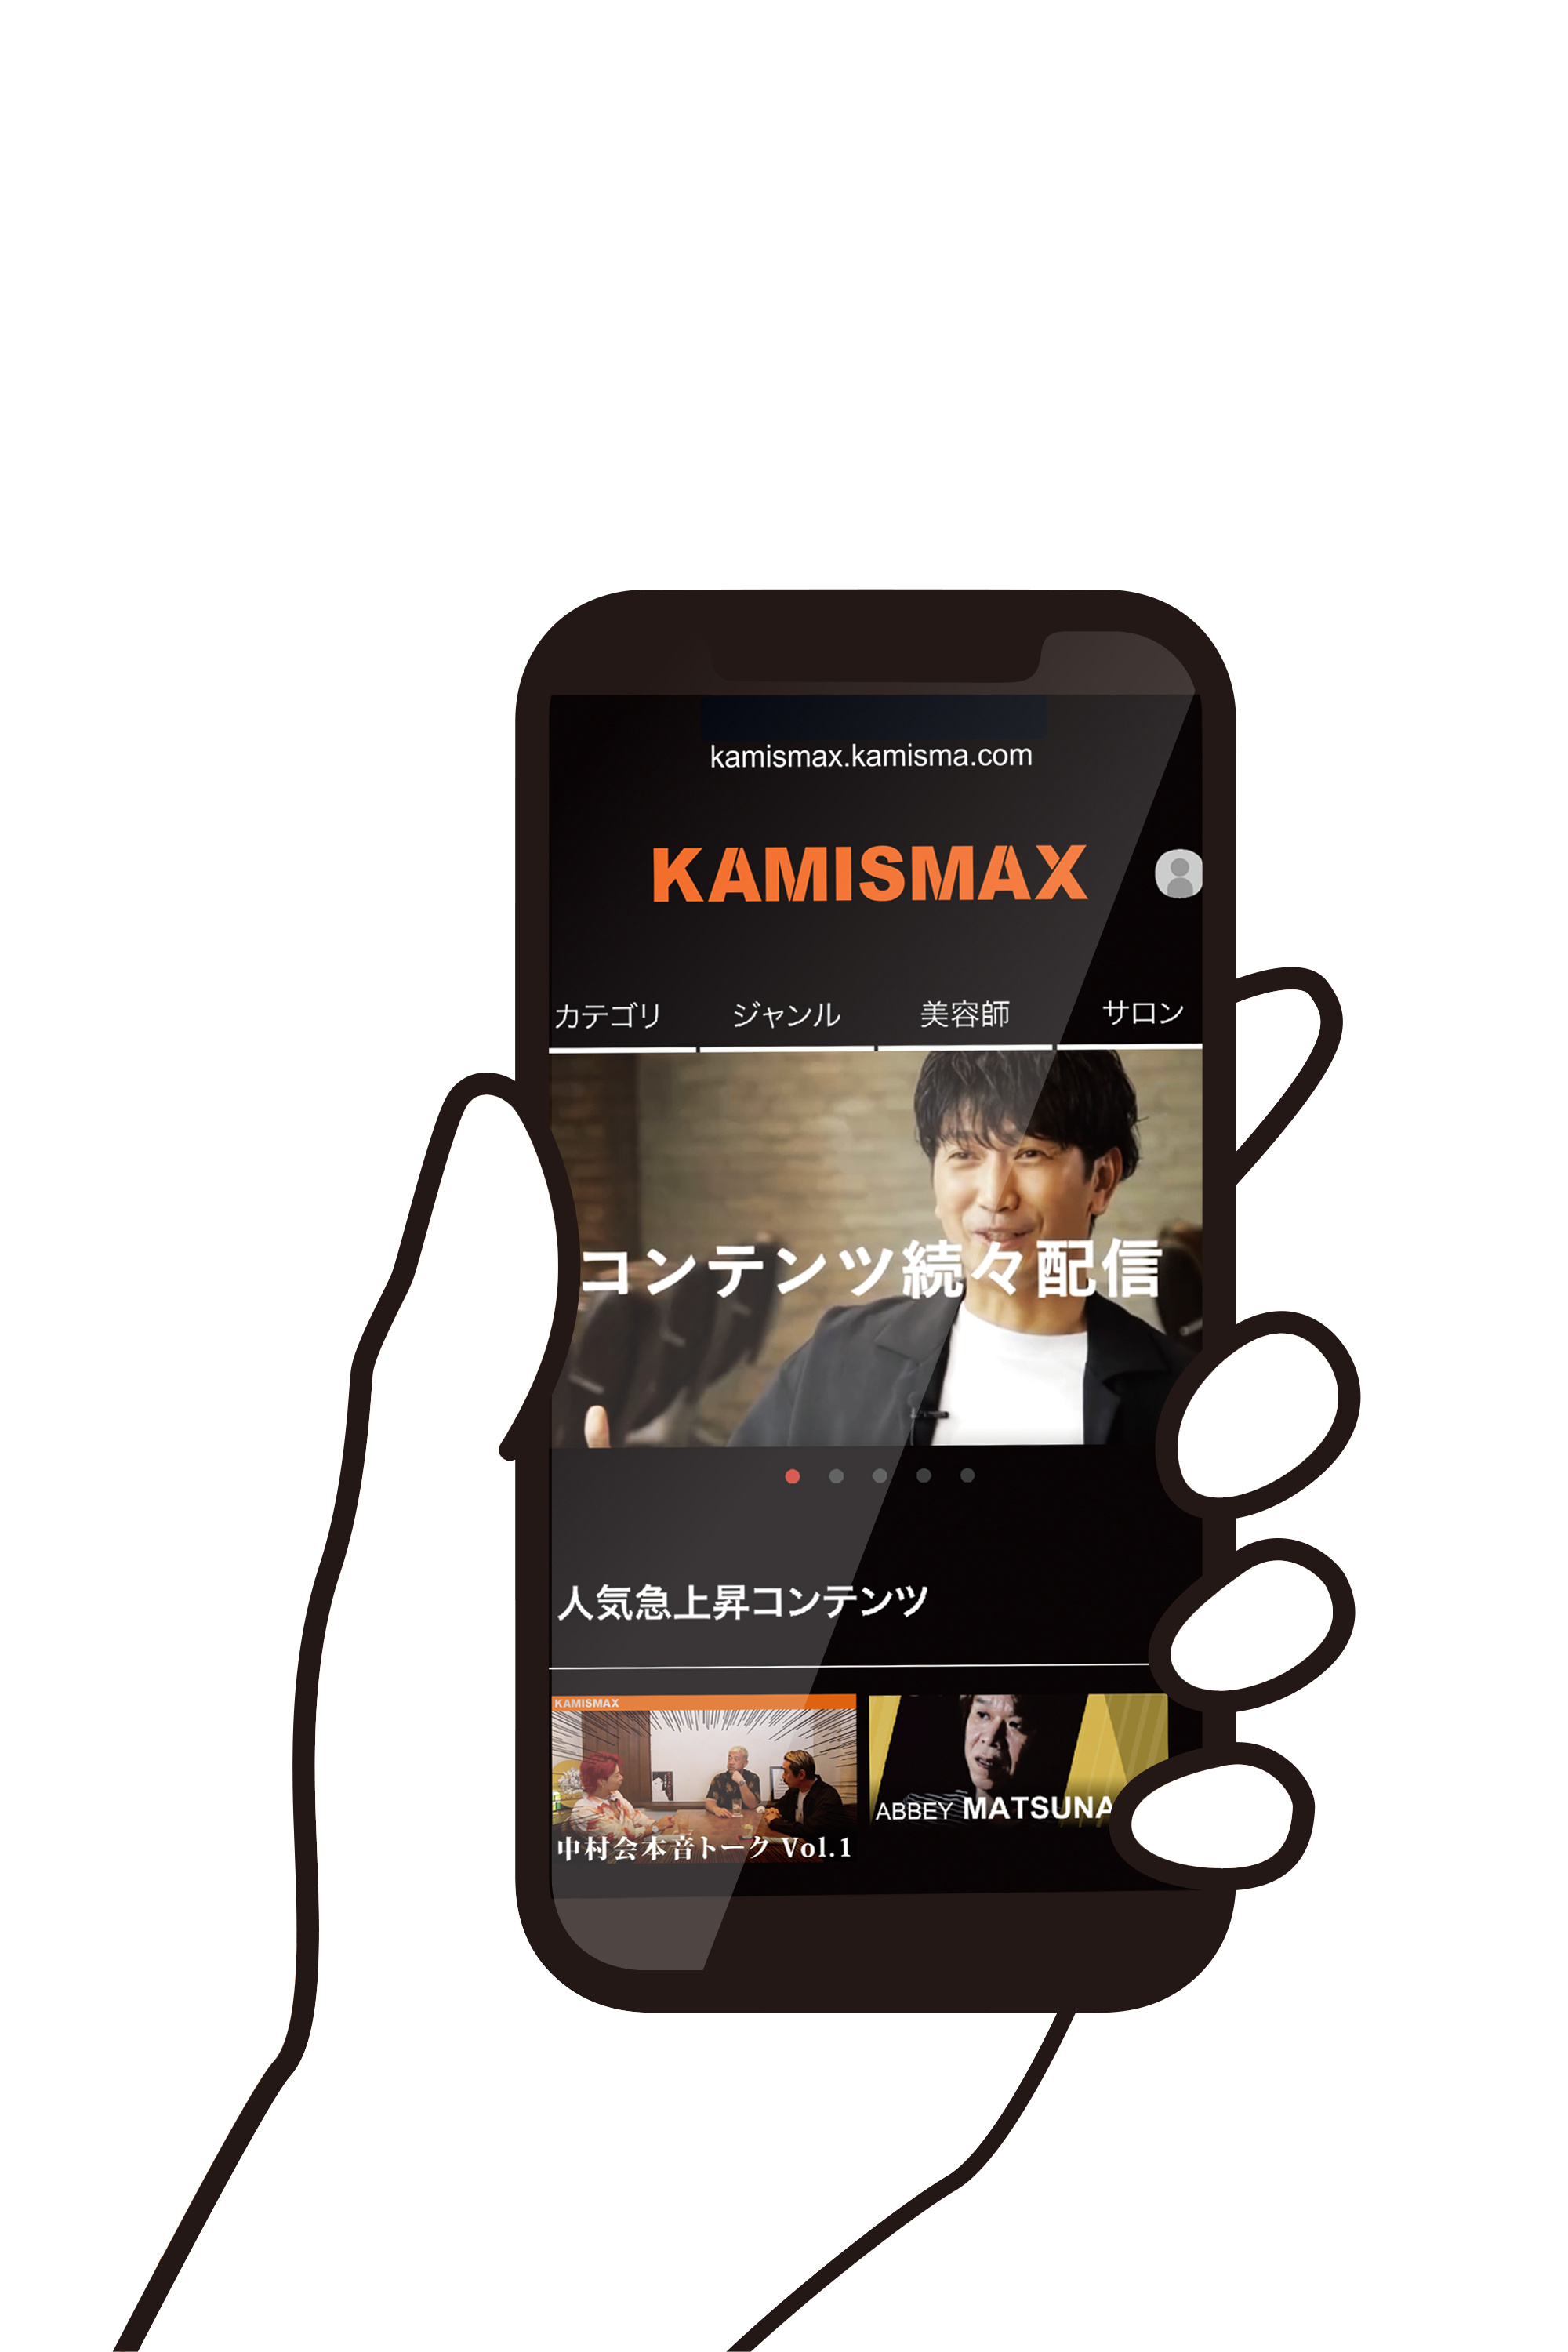 kamismax.kamisma.com
KAMISMAX
カテゴリ ジャンル 美容師 サロン
コンテンツ続々配信
人気急上昇コンテンツ
KAMISMAX
中村会本音トーク Vol.1
ABBEY MATSUNA